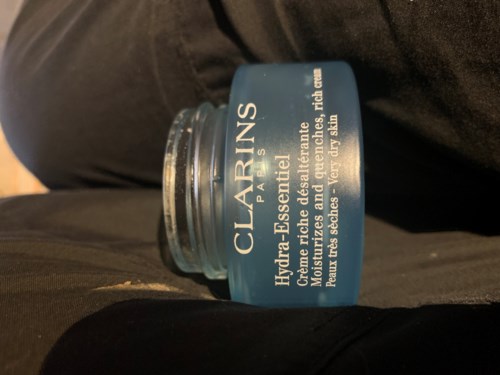 CLARINS
PARIS
Hydra-Essentiel
Crème riche désaltérante
Moisturizes and quenches, rich cream
Peaux très sèches - Very dry skin